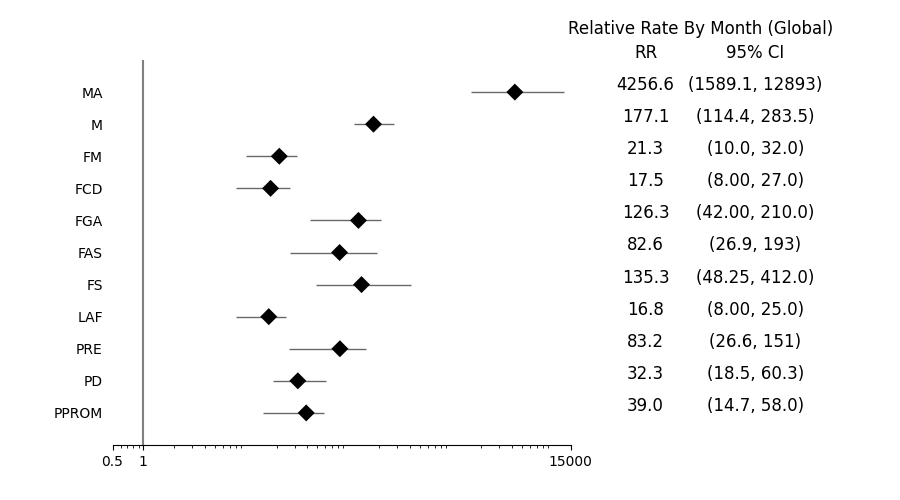 Relative Rate By Month (Global)
RR 95% CI
MA 4256.6 (1589.1, 12893)
M 177.1 (114.4, 283.5)
FM 21.3 (10.0, 32.0)
FCD 17.5 (8.00, 27.0)
FGA 126.3 (42.00, 210.0)
FAS 82.6 (26.9, 193)
FS 135.3 (48.25, 412.0)
LAF 16.8 (8.00, 25.0)
PRE 83.2 (26.6, 151)
PD 32.3 (18.5, 60.3)
PPROM 39.0 (14.7, 58.0)
0.5 1 15000